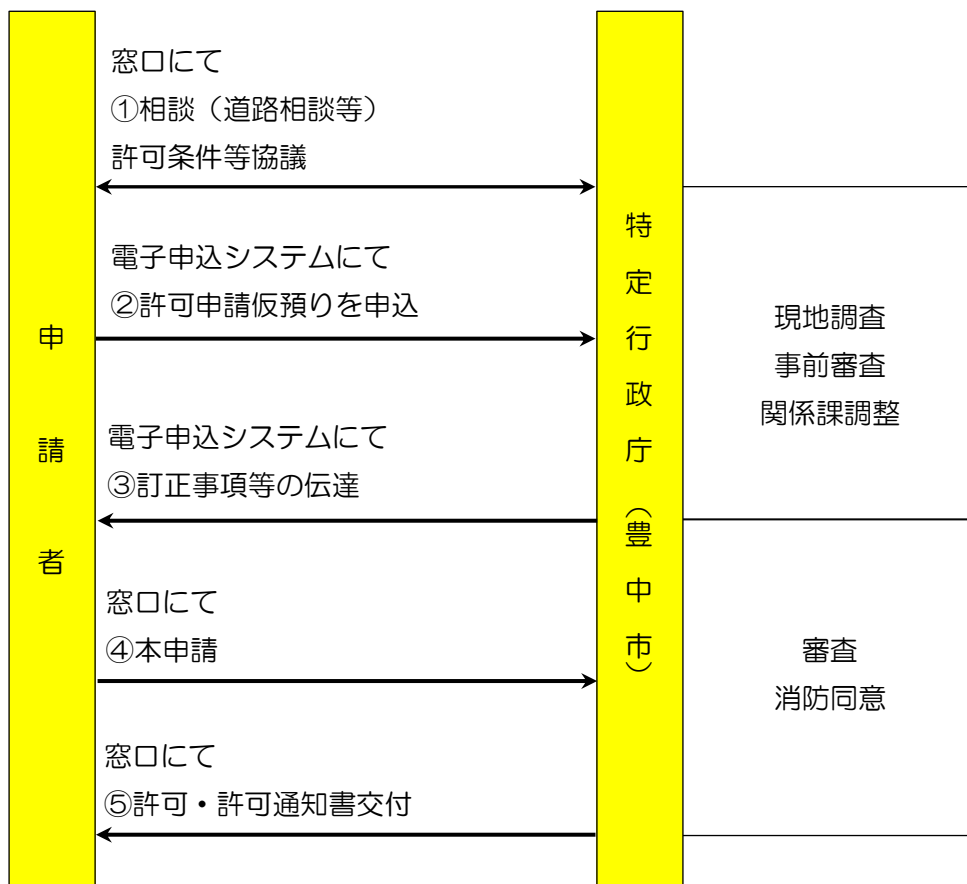 窓口にて
①相談（道路相談等）
許可条件等協議
電子申込システムにて
②許可申請仮預りを申込
電子申込システムにて
③訂正事項等の伝達
窓口にて
④本申請
窓口にて
⑤許可・許可通知書交付
申請者
特定行政庁（豊中市）
現地調査
事前審査
関係課調整
審査
消防同意